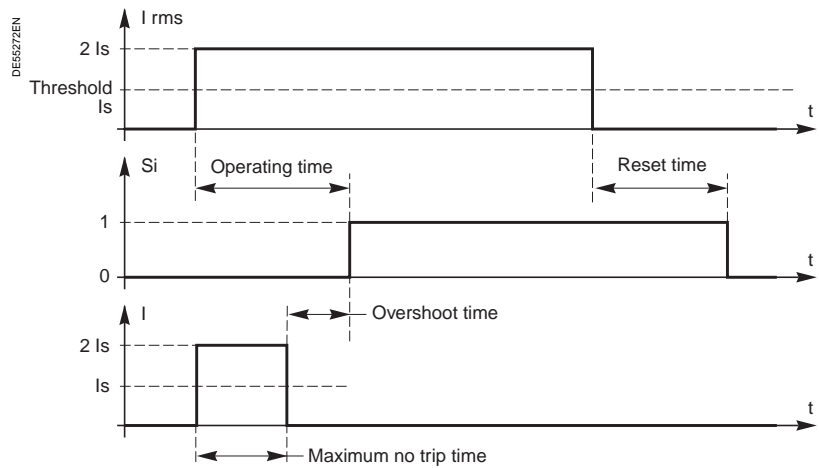 DE55272EN
I rms
2 Is
Threshold
Is
t
Si
Operating time
Reset time
1
0
t
I
Overshoot time
2 Is
Is
t
Maximum no trip time